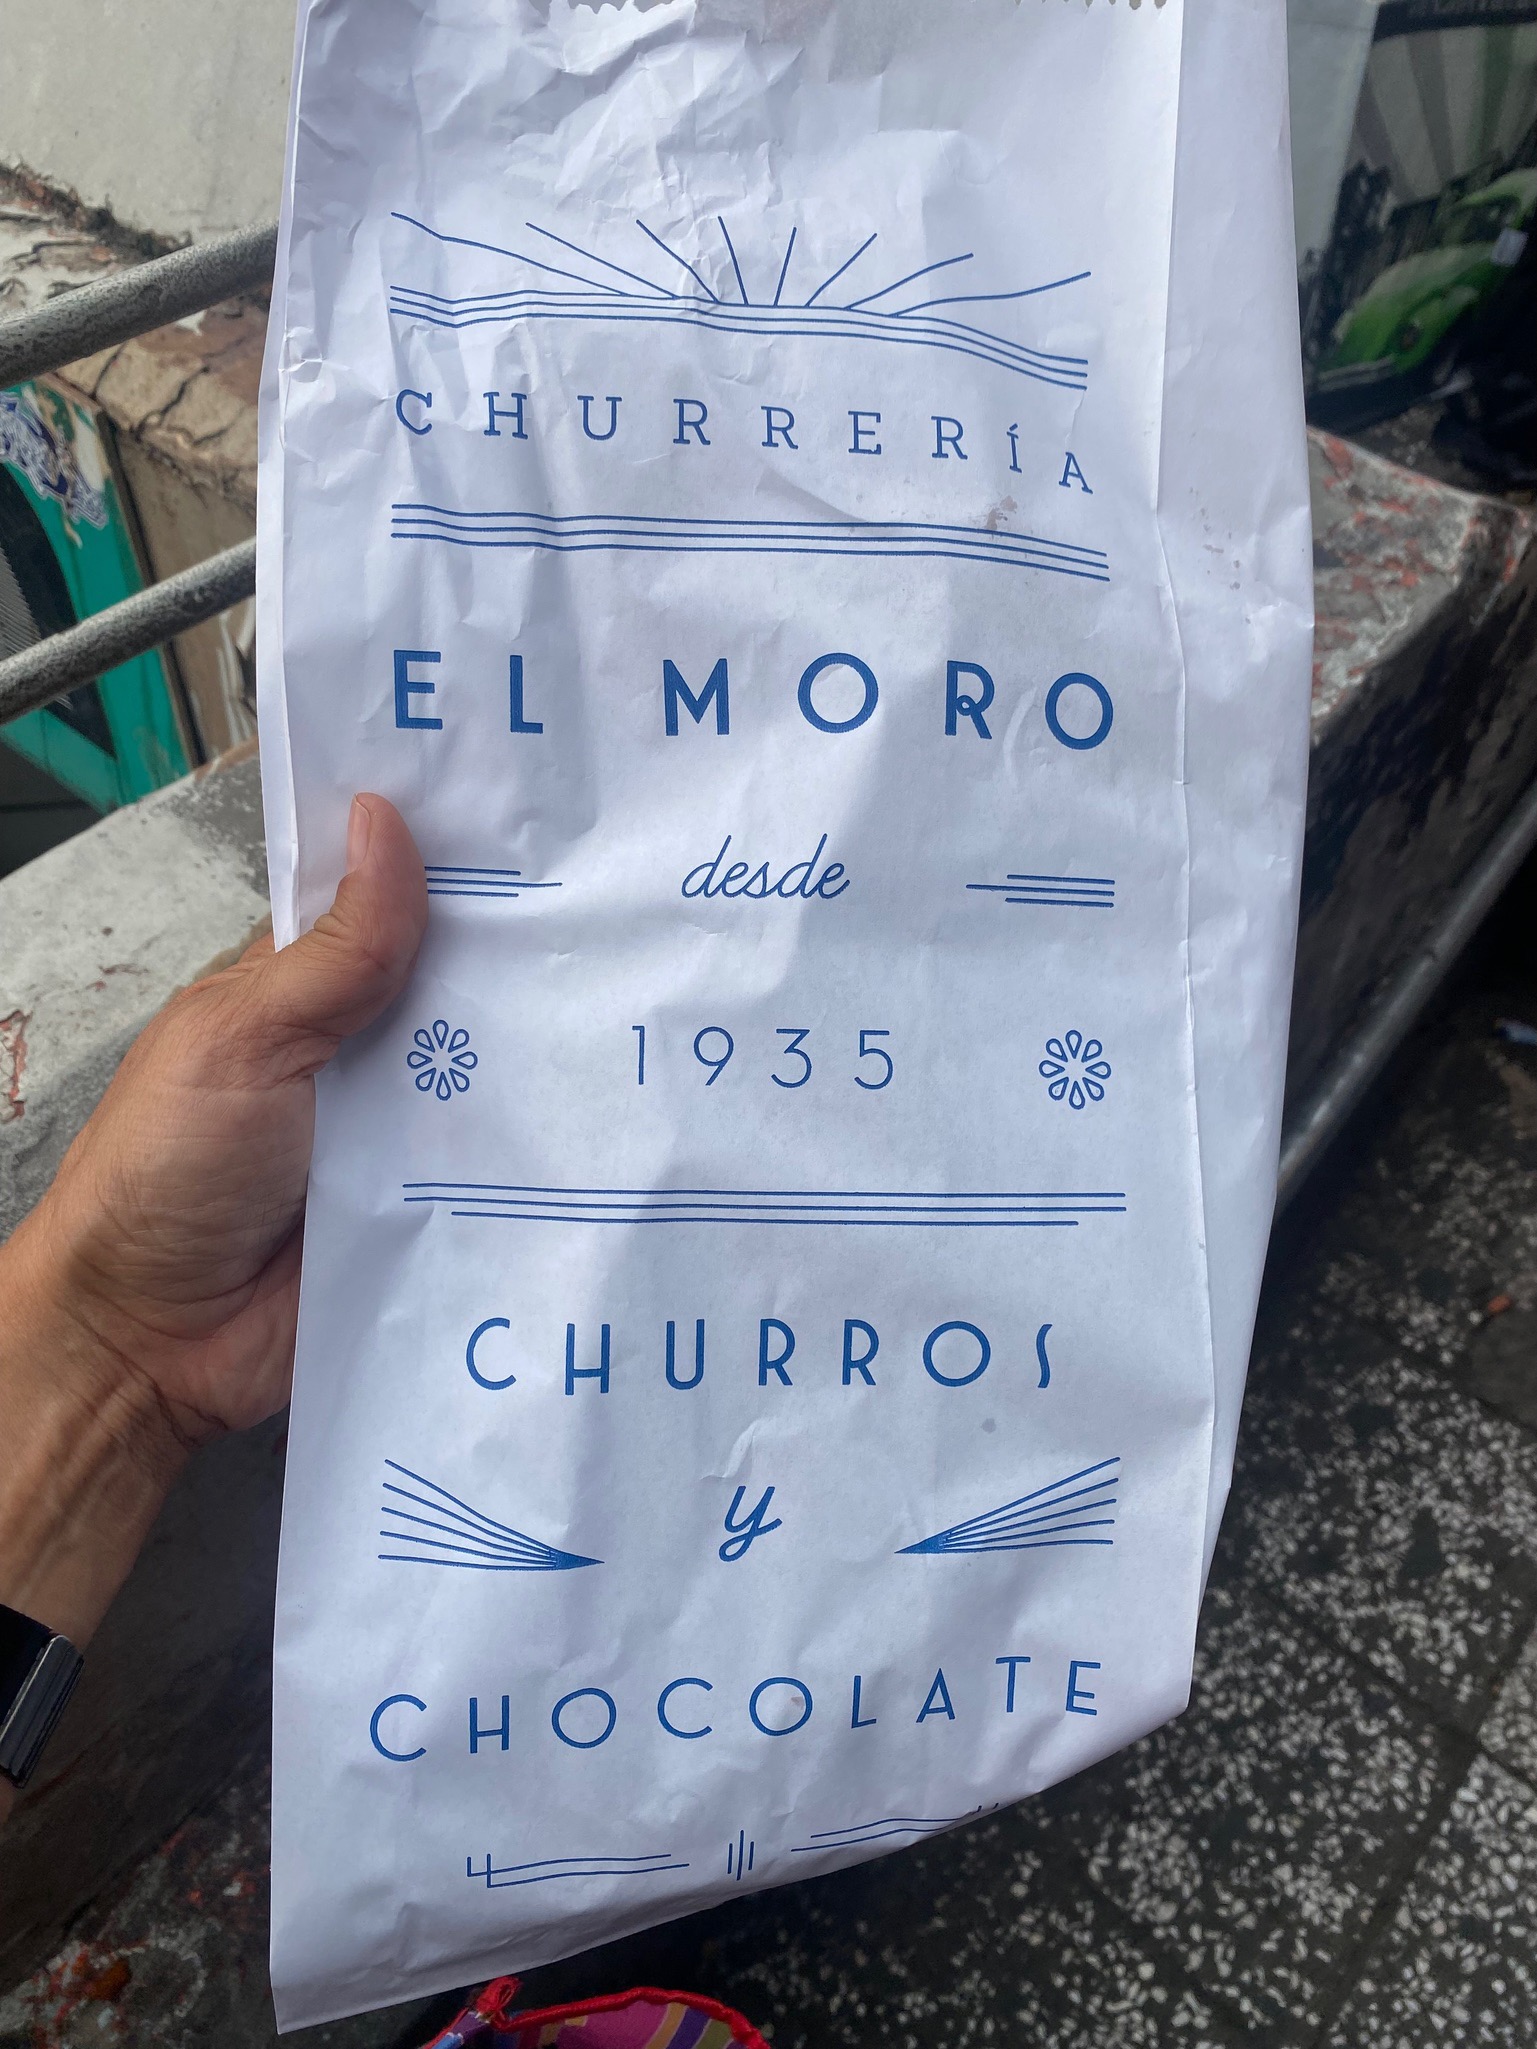 CHURRERÍA
EL MORO
desde
1935
CHURROS
y
CHOCOLATE